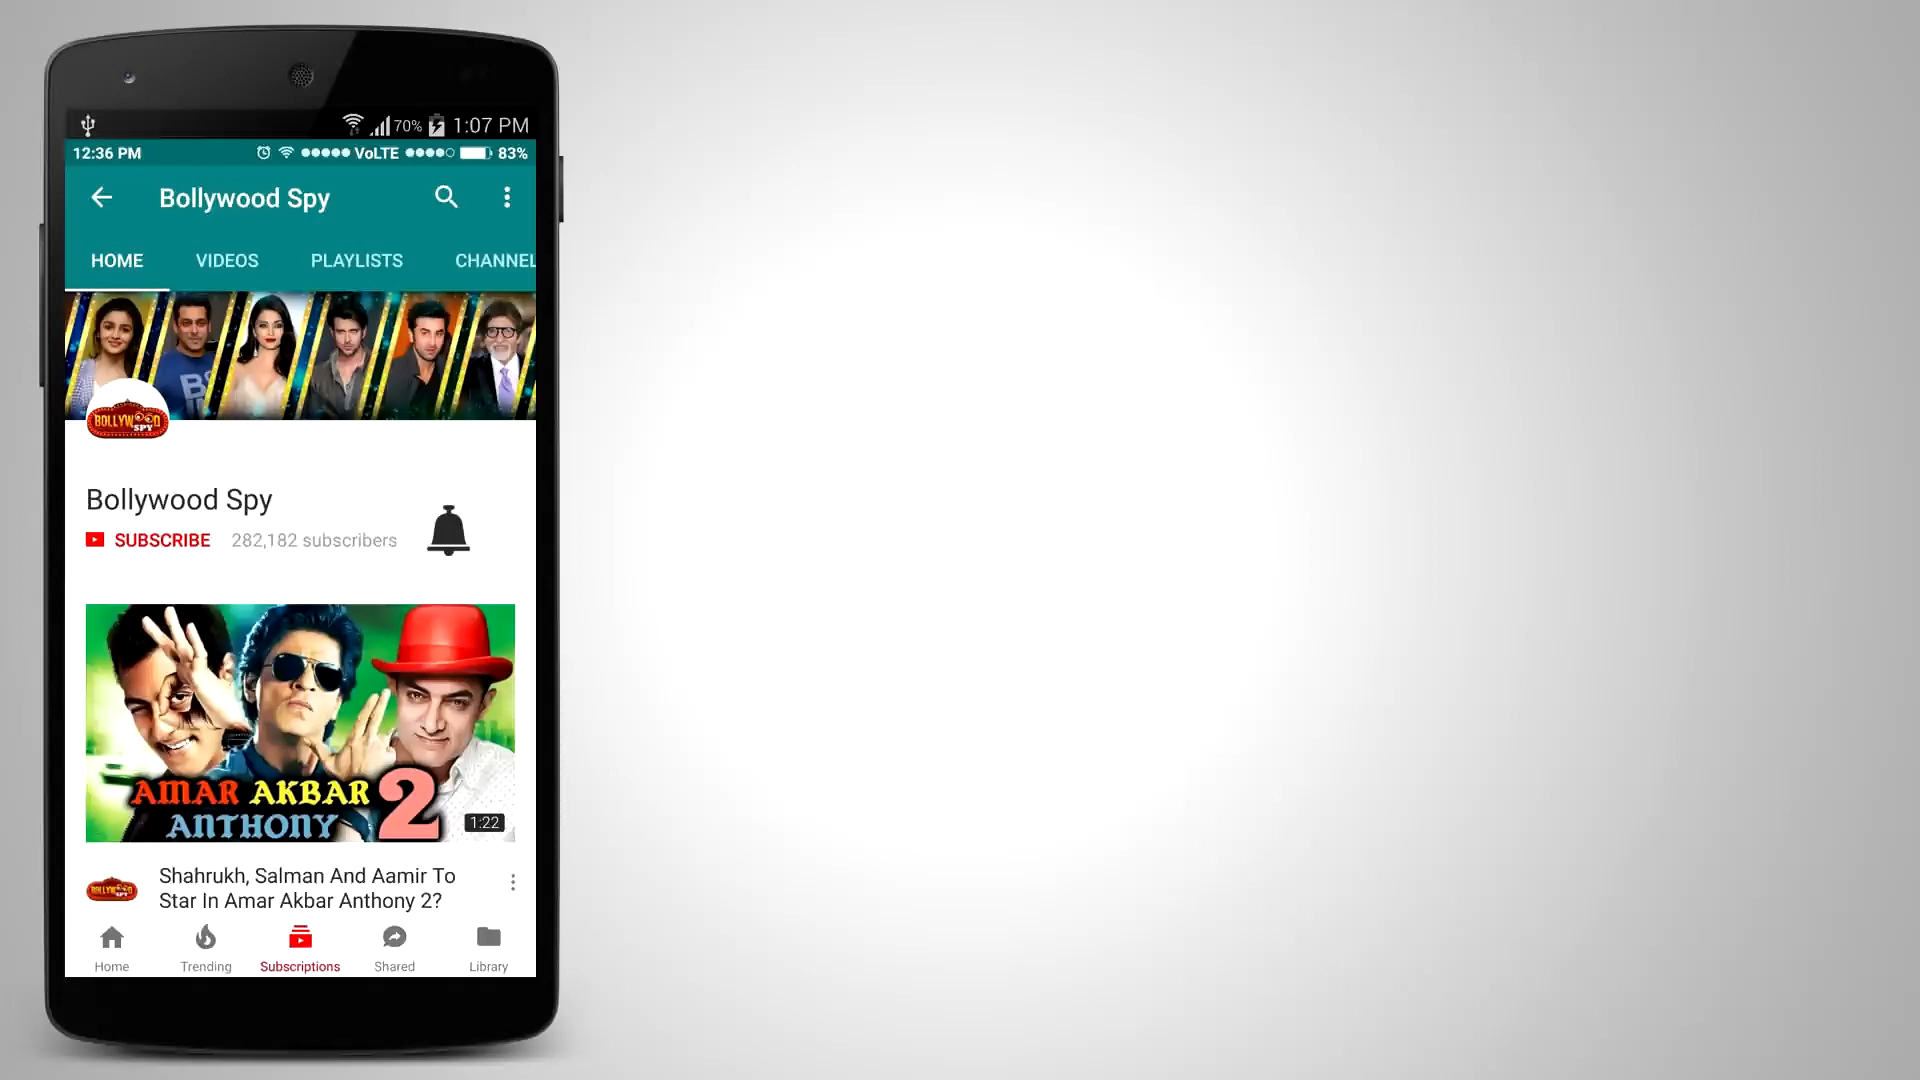 70% 1:07 PM
12:36 PM VoLTE 83%
Bollywood Spy
HOME VIDEOS PLAYLISTS CHANNEL
BOLLYWOOD
SPY
Bollywood Spy
SUBSCRIBE 282,182 subscribers
AMAR AKBAR
ANTHONY 2
1:22
Shahrukh, Salman And Aamir To
Star In Amar Akbar Anthony 2?
Home Trending Subscriptions Shared Library